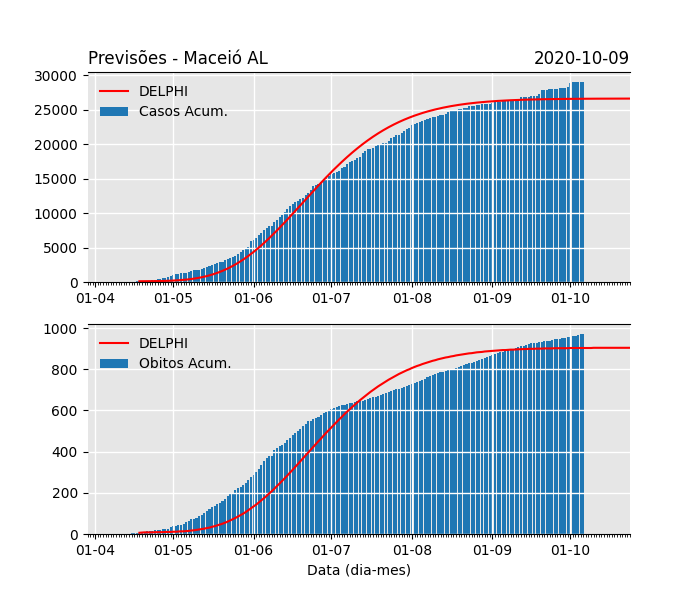 Previsões - Maceió AL 2020-10-09
30000
25000
20000
15000
10000
5000
0
DELPHI
Casos Acum.
01-04 01-05 01-06 01-07 01-08 01-09 01-10
1000
800
600
400
200
0
DELPHI
Obitos Acum.
01-04 01-05 01-06 01-07 01-08 01-09 01-10
Data (dia-mes)